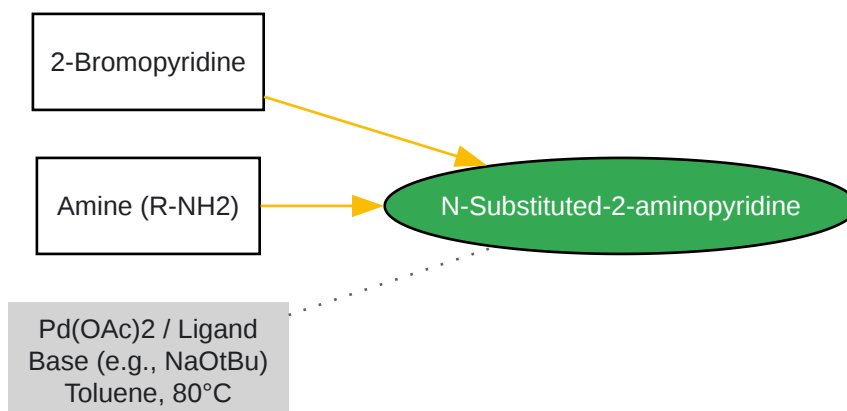 2-Bromopyridine
Amine (R-NH2)
N-Substituted-2-aminopyridine
Pd(OAc)2 / Ligand
Base (e.g., NaOtBu)
Toluene, 80°C